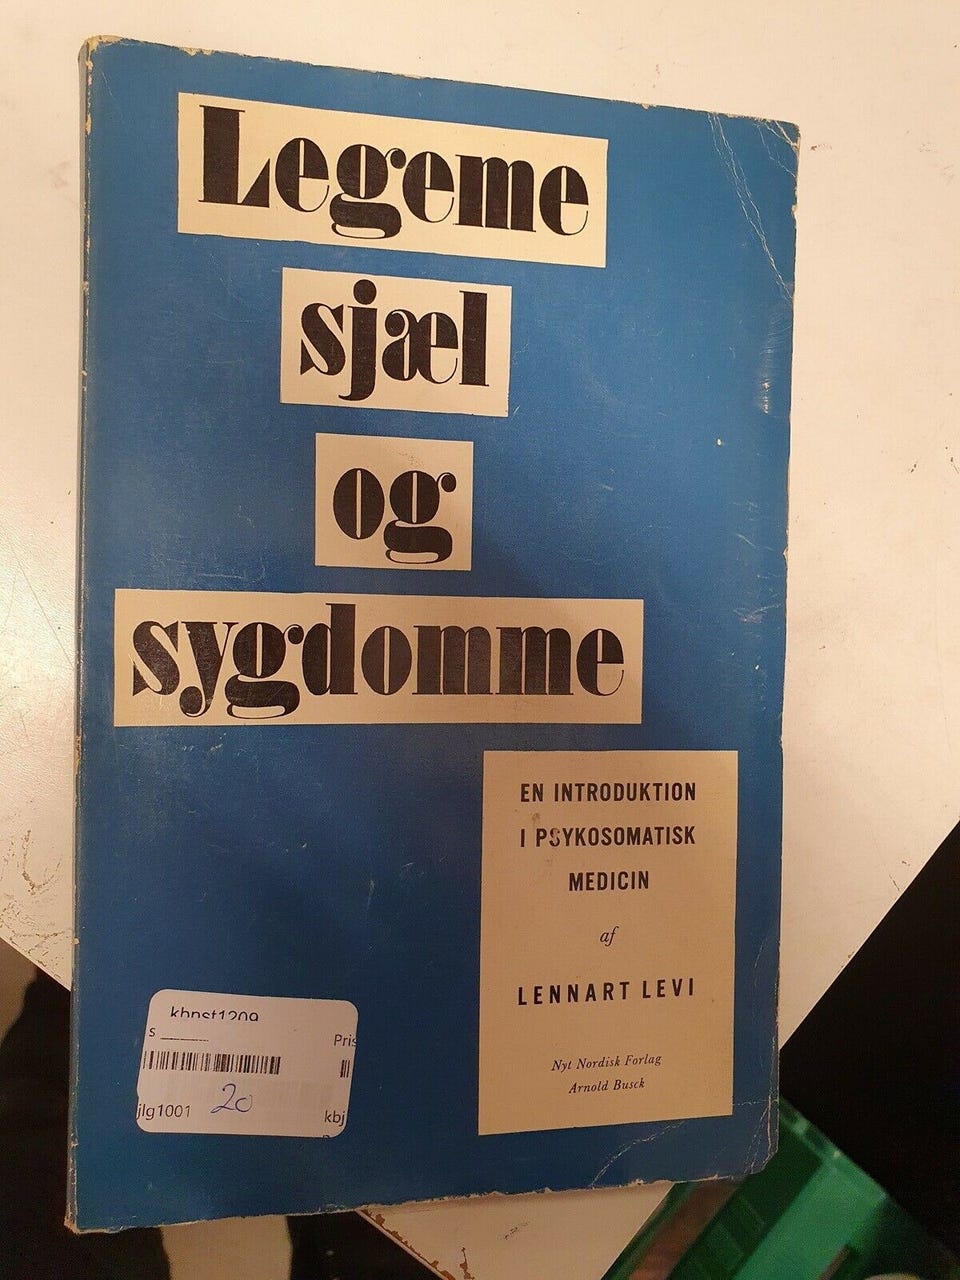 Legeme
sjæl
og
sygdomme
EN INTRODUKTION
I PSYKOSOMATISK
MEDICIN
af
LENNART LEVI
Nyt Nordisk Forlag
Arnold Busck
s
Pris
jlg1001
20
kbj